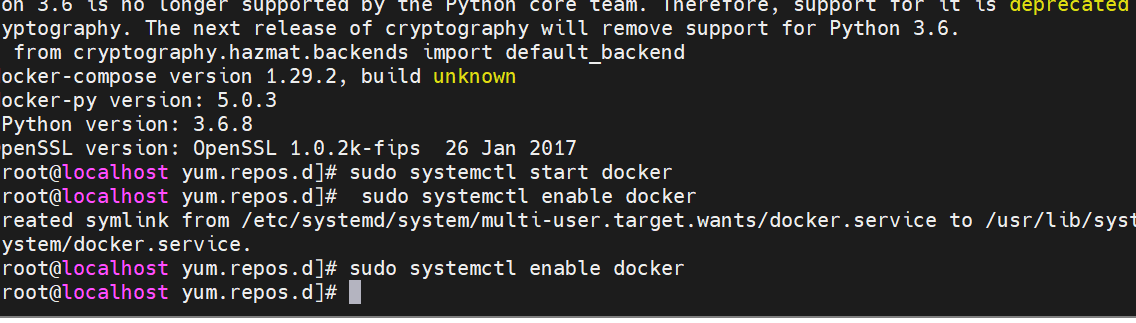 on 3.6 is no longer supported by the Python core team. Therefore, support for it is deprecated
yptography. The next release of cryptography will remove support for Python 3.6.
from cryptography.hazmat.backends import default_backend
ocker-compose version 1.29.2, build unknown
ocker-py version: 5.0.3
Python version: 3.6.8
penSSL version: OpenSSL 1.0.2k-fips  26 Jan 2017
root@localhost yum.repos.d]# sudo systemctl start docker
root@localhost yum.repos.d]#  sudo systemctl enable docker
reated symlink from /etc/systemd/system/multi-user.target.wants/docker.service to /usr/lib/syst
ystem/docker.service.
root@localhost yum.repos.d]# sudo systemctl enable docker
root@localhost yum.repos.d]#